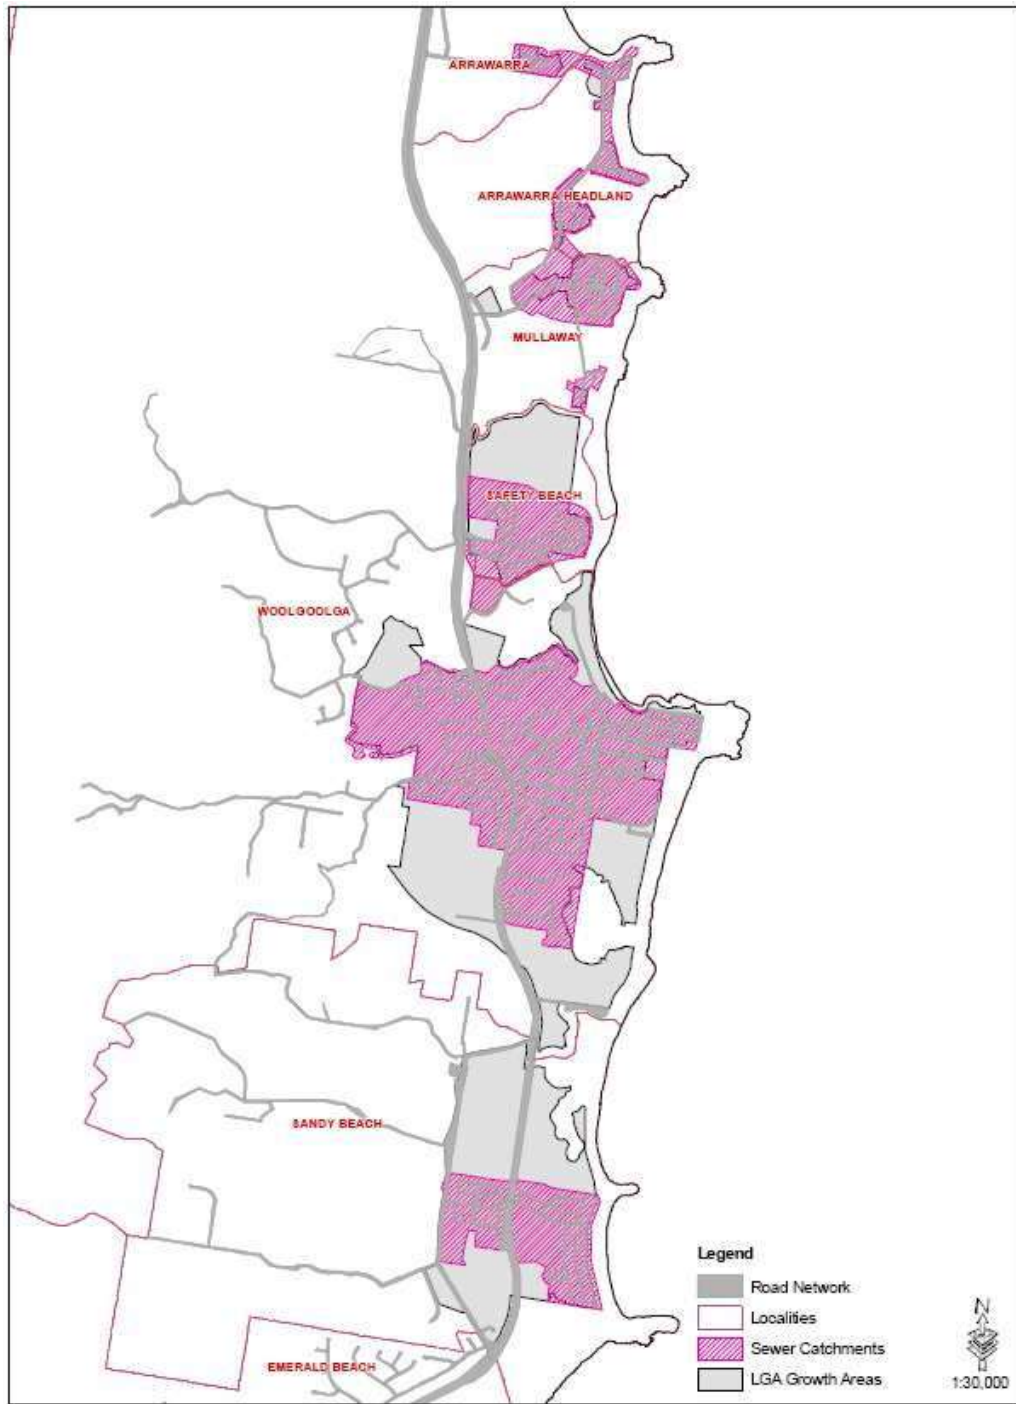 ARRAWARRA
ARRAWARRA HEADLAND
MULLAWAY
SAFETY BEACH
WOOLGOOLGA
SANDY BEACH
EMERALD BEACH
Legend
Road Network
Localities
Sewer Catchments
LGA Growth Areas
N
1:30,000